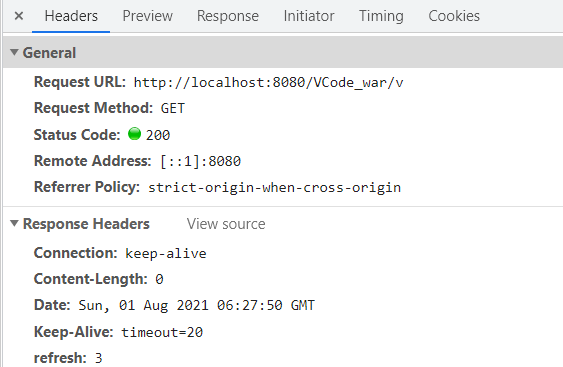 × Headers Preview Response Initiator Timing Cookies
General
Request URL: http://localhost:8080/VCode_war/v
Request Method: GET
Status Code: 200
Remote Address: [::1]:8080
Referrer Policy: strict-origin-when-cross-origin
Response Headers View source
Connection: keep-alive
Content-Length: 0
Date: Sun, 01 Aug 2021 06:27:50 GMT
Keep-Alive: timeout=20
refresh: 3